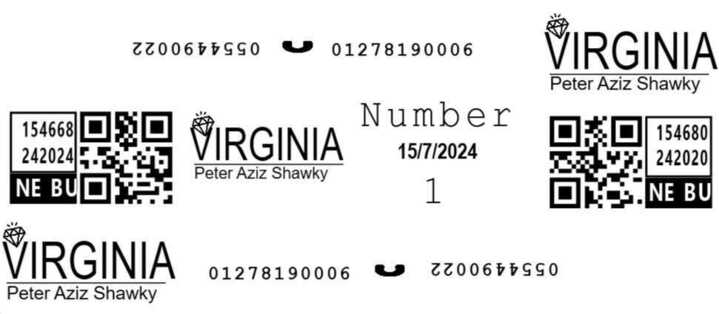 VIRGINIA
Peter Aziz Shawky
0554490022 01278190006
Number
15/7/2024
1
154668
242024
NE BU
VIRGINIA
Peter Aziz Shawky
154680
242020
NE BU
VIRGINIA
Peter Aziz Shawky
01278190006 0554490022